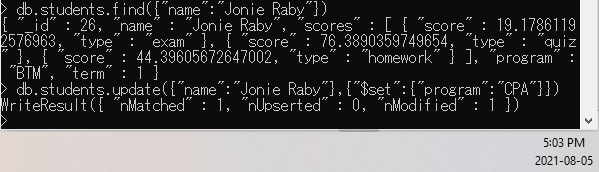 > db.students.find({"name":"Jonie Raby"})
{ "_id" : 26, "name" : "Jonie Raby", "scores" : [ { "score" : 19.1786119
2576963, "type" : "exam" }, { "score" : 76.3890359749654, "type" : "quiz
" }, { "score" : 44.39605672647002, "type" : "homework" } ], "program" :
"BTM", "term" : 1 }
> db.students.update({"name":"Jonie Raby"},{"$set":{"program":"CPA"}})
WriteResult({ "nMatched" : 1, "nUpserted" : 0, "nModified" : 1 })
>
5:03 PM
2021-08-05